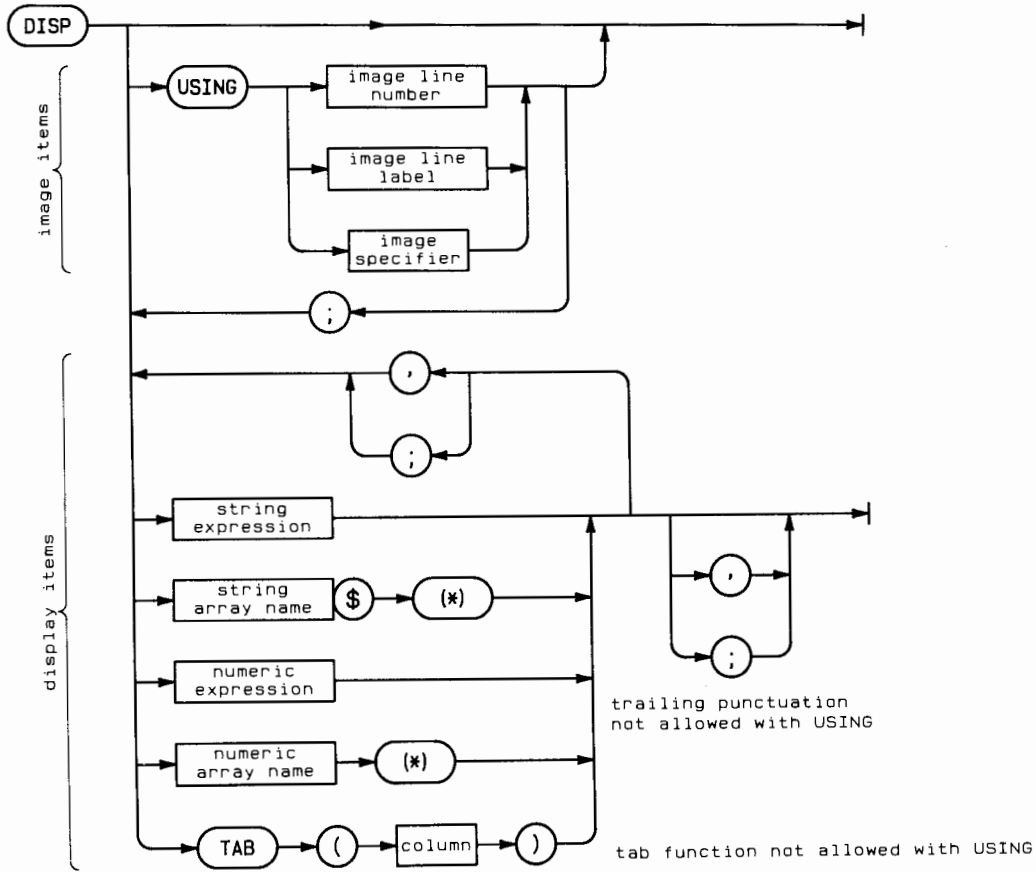 DISP
USING
image line
number
image line
label
image
specifier
image items
;
,
;
string
expression
string
array name
$
(*)
numeric
expression
numeric
array name
(*)
TAB
(
column
)
display items
,
;
trailing punctuation
not allowed with USING
tab function not allowed with USING